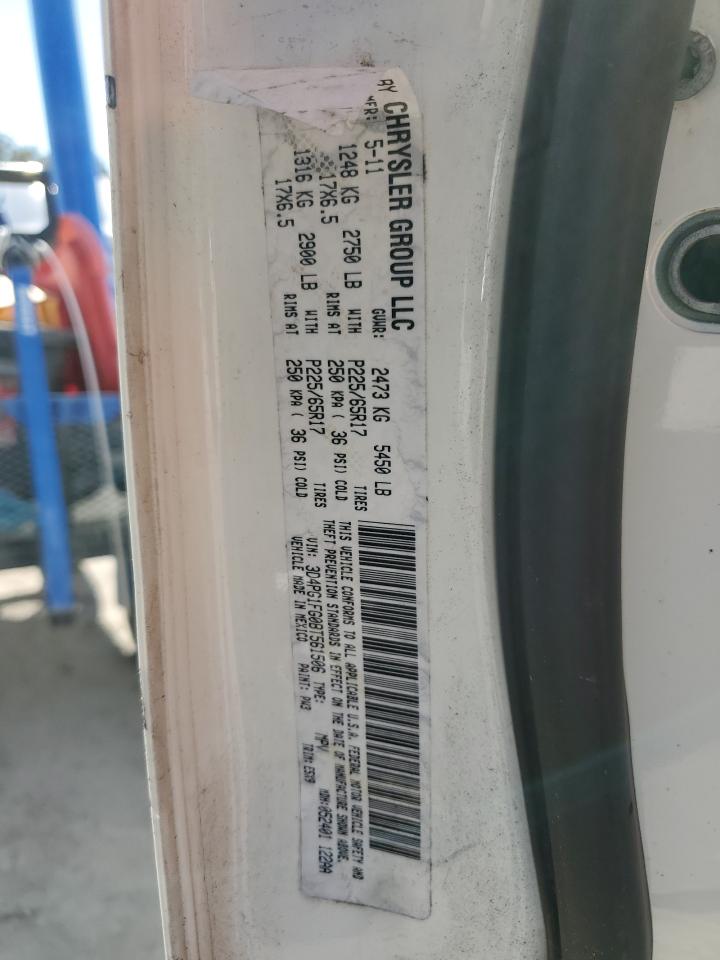 BY CHRYSLER GROUP LLC
MFR: 5-11 GVWR: 2473 KG 5450 LB
1248 KG 2750 LB WITH P225/65R17 TIRES
17X6.5 RIMS AT 250 KPA ( 36 PSI) COLD
1316 KG 2900 LB WITH P225/65R17 TIRES
17X6.5 RIMS AT 250 KPA ( 36 PSI) COLD
THIS VEHICLE CONFORMS TO ALL APPLICABLE U.S.A. FEDERAL MOTOR VEHICLE SAFETY AND
THEFT PREVENTION STANDARDS IN EFFECT ON THE DATE OF MANUFACTURE SHOWN ABOVE.
VIN: 3D4PG1FG0BT561506 TYPE: MPV MDH:052401 122AA
VEHICLE MADE IN MEXICO PAINT: PW3 TRIM: